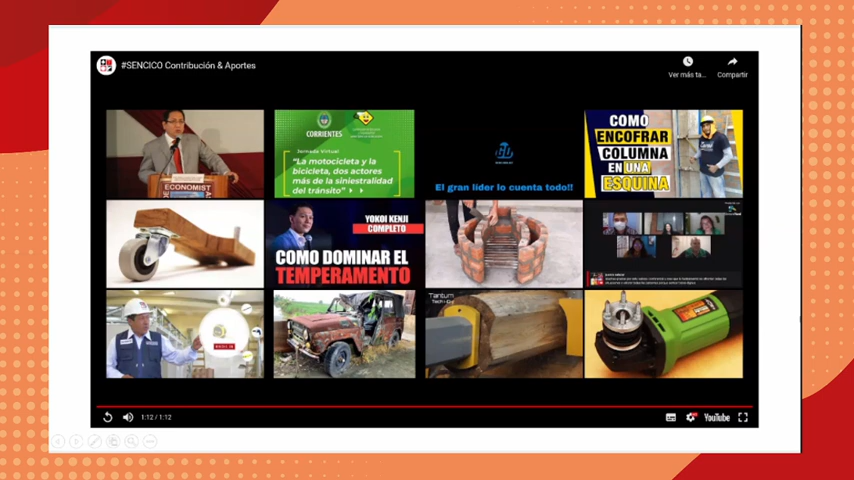 #SENCICO Contribución & Aportes
Ver más ta...
Compartir
ECONOMIST
CORRIENTES
Jornada Virtual
"La motocicleta y la
bicicleta, dos actores
más de la siniestralidad
del tránsito"
GD
El gran lider lo cuenta todo!!
COMO
ENCOFRAR
COLUMNA
EN UNA
ESQUINA
YOKOI KENJI
COMPLETO
COMO DOMINAR EL
TEMPERAMENTO
Tantum
1:12 / 1:12
YouTube